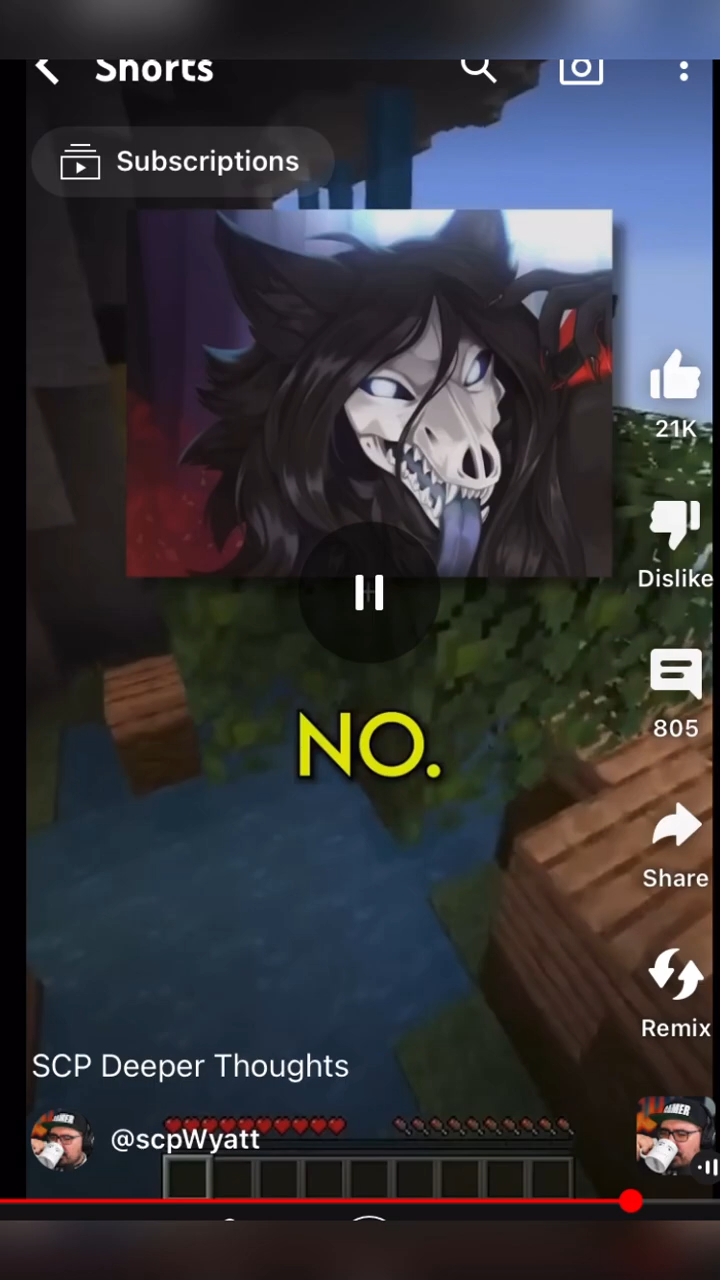 Shorts
Subscriptions
21K
Dislike
NO.
805
Share
Remix
SCP Deeper Thoughts
@scpWyatt